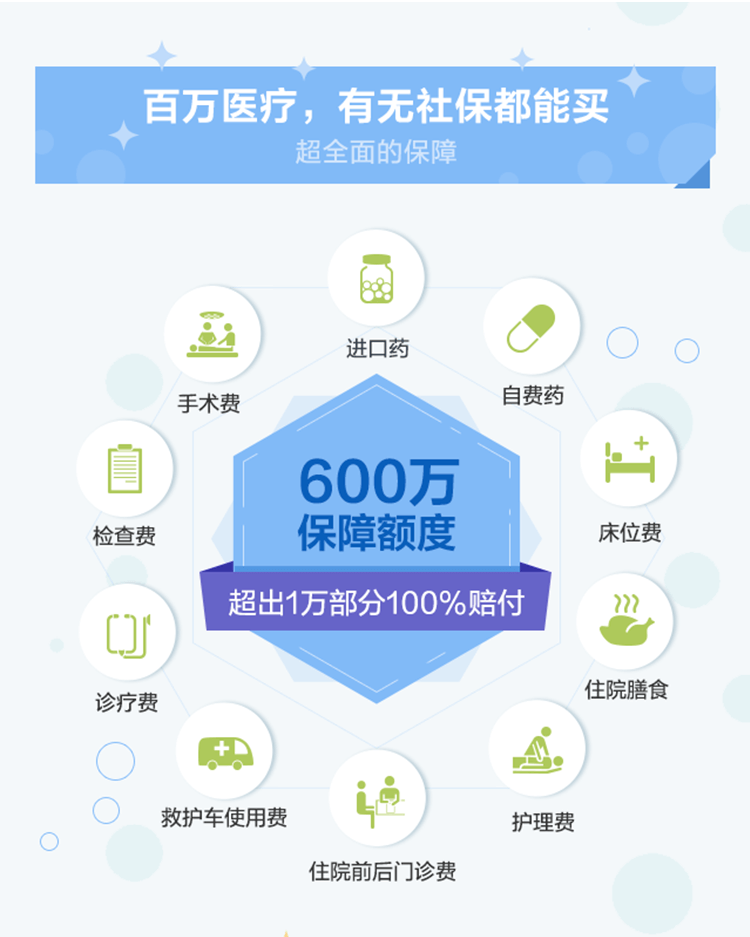 百万医疗，有无社保都能买
超全面的保障
进口药
手术费
自费药
检查费
床位费
600万
保障额度
超出1万部分100%赔付
诊疗费
住院膳食
救护车使用费
护理费
住院前后门诊费